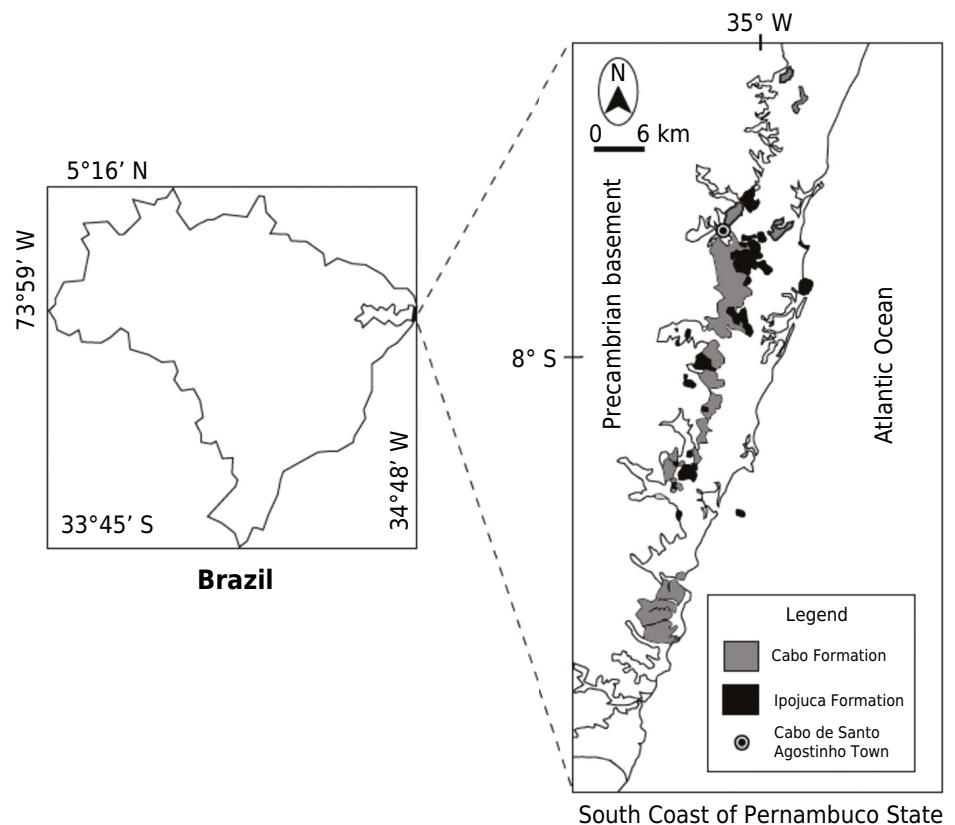 5°16’ N
73°59’ W
34°48’ W
33°45’ S
Brazil
35° W
N
0 6 km
Precambrian basement
8° S
Atlantic Ocean
Legend
Cabo Formation
Ipojuca Formation
Cabo de Santo
Agostinho Town
South Coast of Pernambuco State